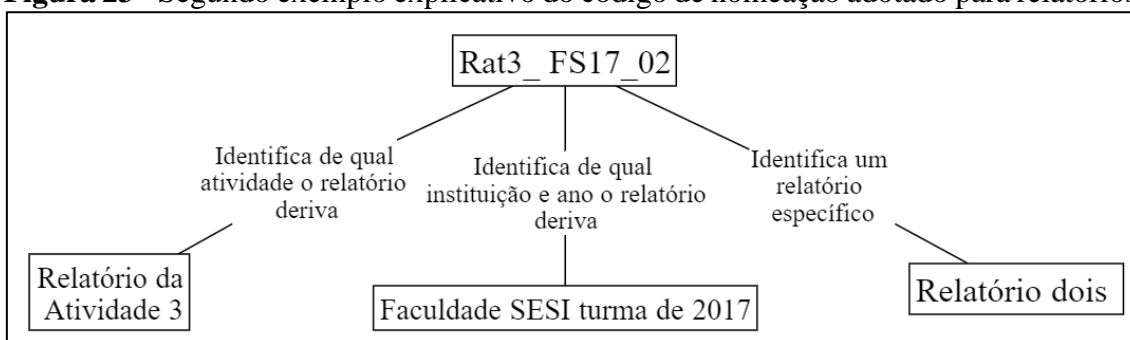 Figura 25 - Segundo exemplo explicativo do código de nomeação adotado para relatórios
Rat3_ FS17_02
Identifica de qual
atividade o relatório
deriva
Identifica de qual
instituição e ano o relatório
deriva
Identifica um
relatório
específico
Relatório da
Atividade 3
Faculdade SESI turma de 2017
Relatório dois